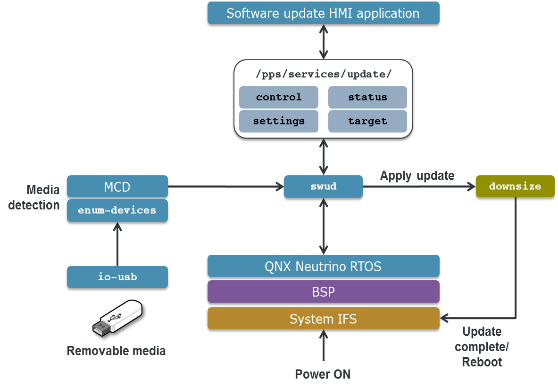 Software update HMI application
/pps/services/update/
control
status
settings
target
Media
detection
MCD
enum-devices
swud
Apply update
downsize
io-usb
Removable media
QNX Neutrino RTOS
BSP
System IFS
Update
complete/
Reboot
Power ON